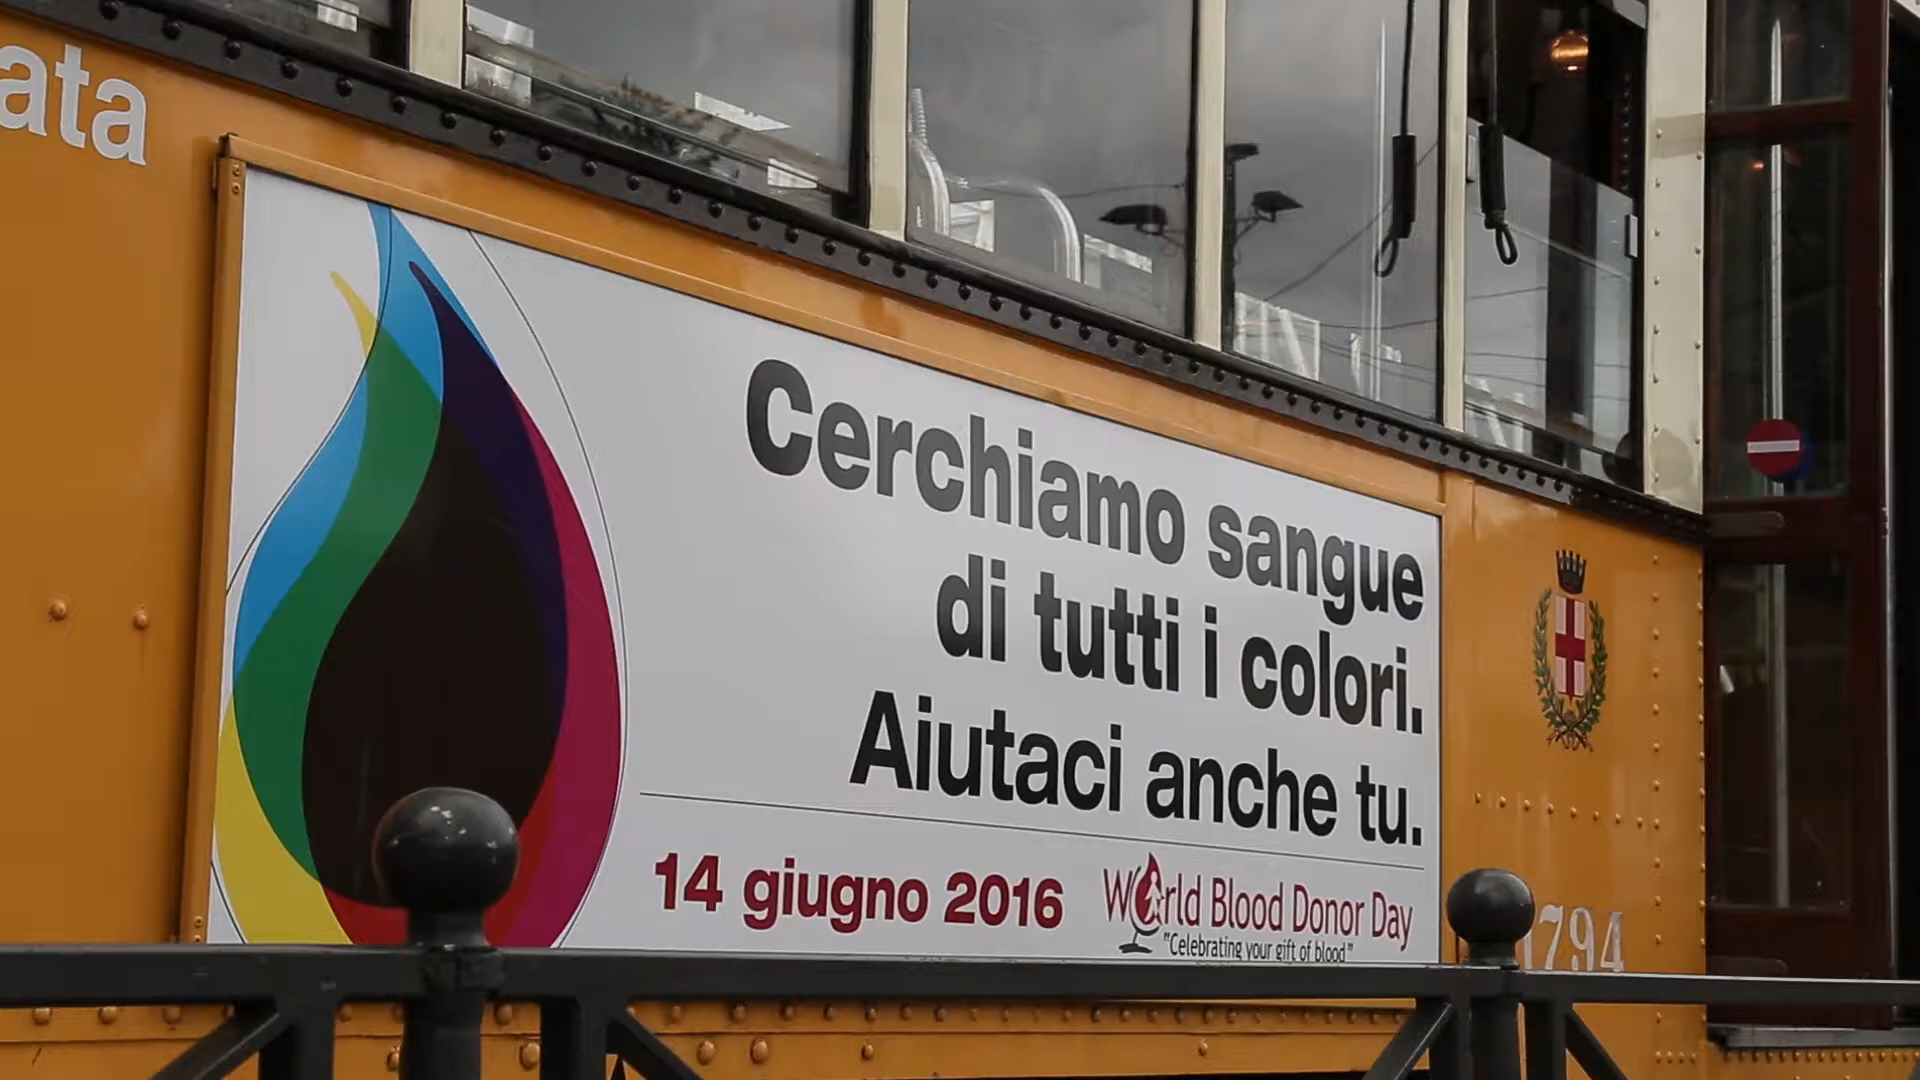 ata
Cerchiamo sangue
di tutti i colori.
Aiutaci anche tu.
14 giugno 2016
World Blood Donor Day
"Celebrating your gift of blood"
1794